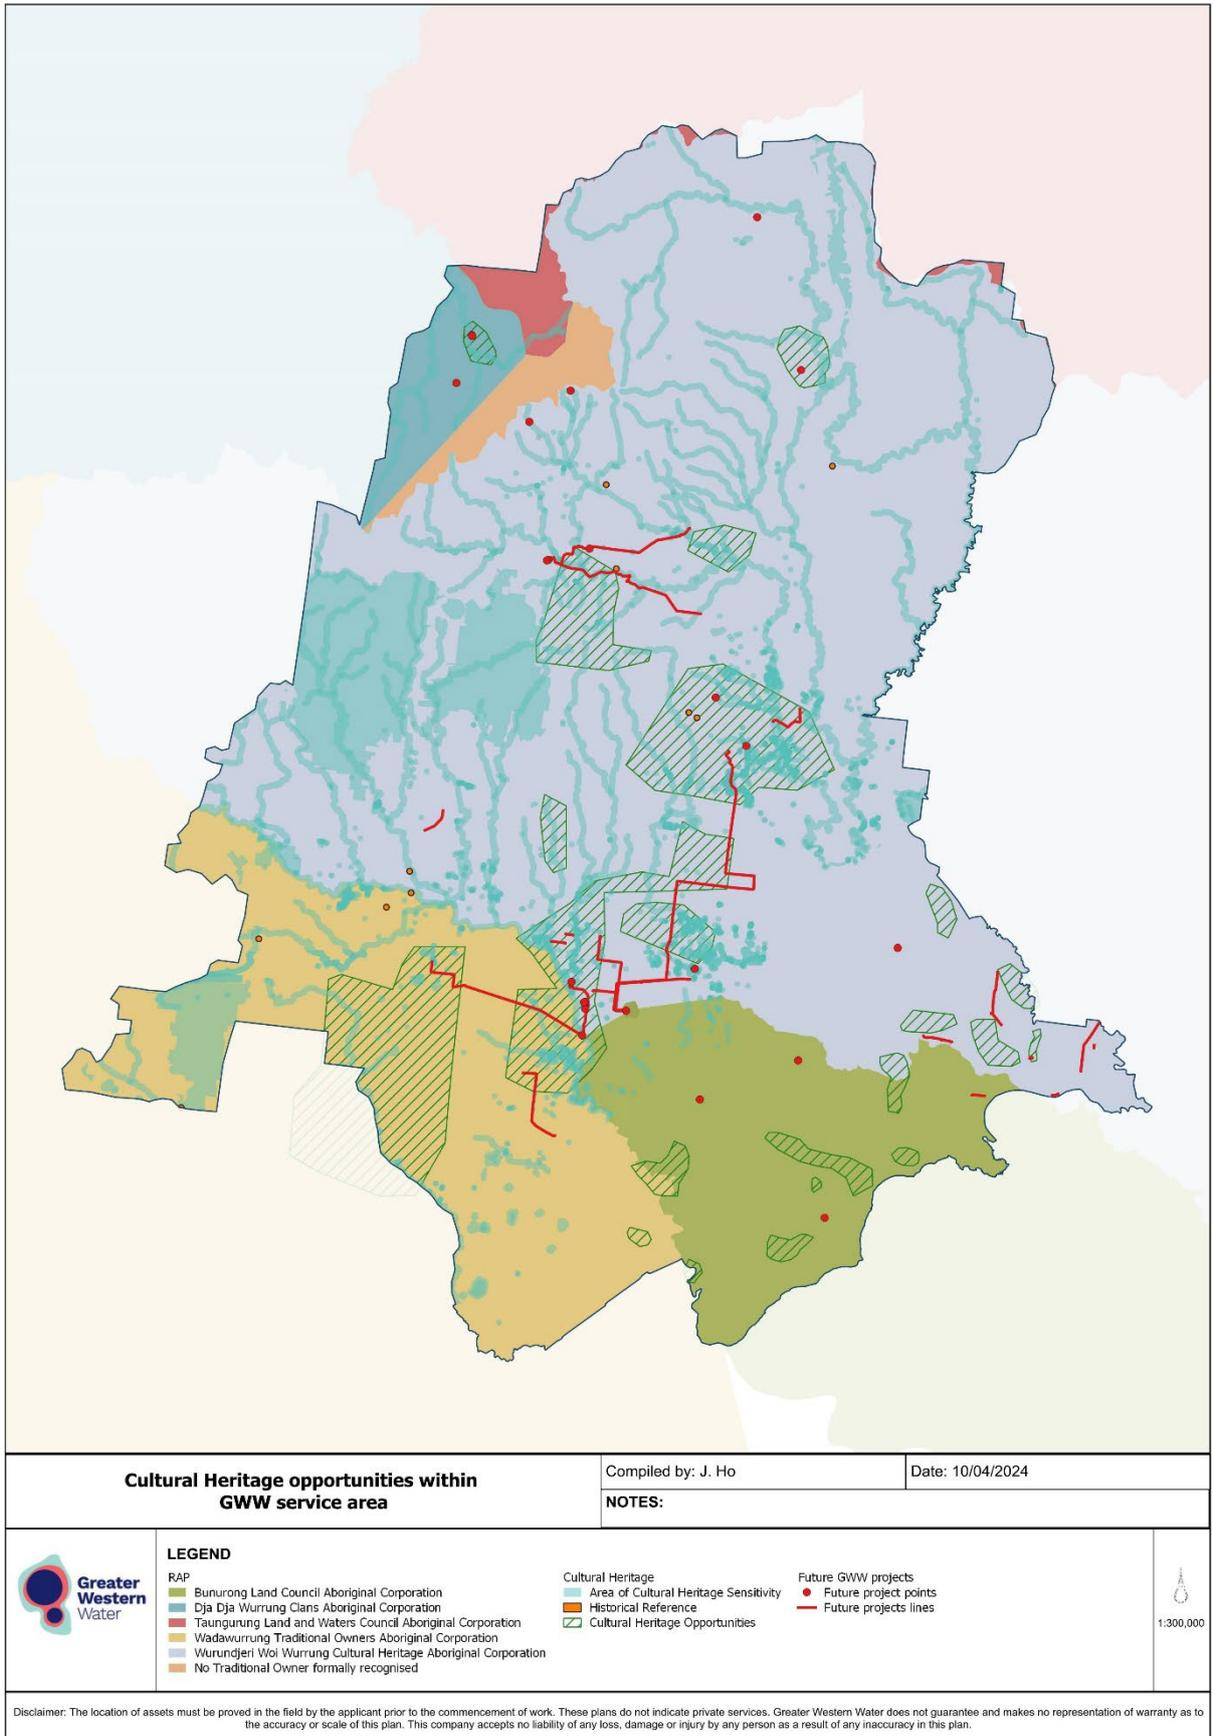 Cultural Heritage opportunities within
GWW service area
Compiled by: J. Ho
Date: 10/04/2024
NOTES:
Greater
Western
Water
LEGEND
RAP
Bunurong Land Council Aboriginal Corporation
Dja Dja Wurrung Clans Aboriginal Corporation
Taungurung Land and Waters Council Aboriginal Corporation
Wadawurrung Traditional Owners Aboriginal Corporation
Wurundjeri Woi Wurrung Cultural Heritage Aboriginal Corporation
No Traditional Owner formally recognised
Cultural Heritage
Area of Cultural Heritage Sensitivity
Historical Reference
Cultural Heritage Opportunities
Future GWW projects
Future project points
Future projects lines
1:300,000
Disclaimer: The location of assets must be proved in the field by the applicant prior to the commencement of work. These plans do not indicate private services. Greater Western Water does not guarantee and makes no representation of warranty as to
the accuracy or scale of this plan. This company accepts no liability of any loss, damage or injury by any person as a result of any inaccuracy in this plan.